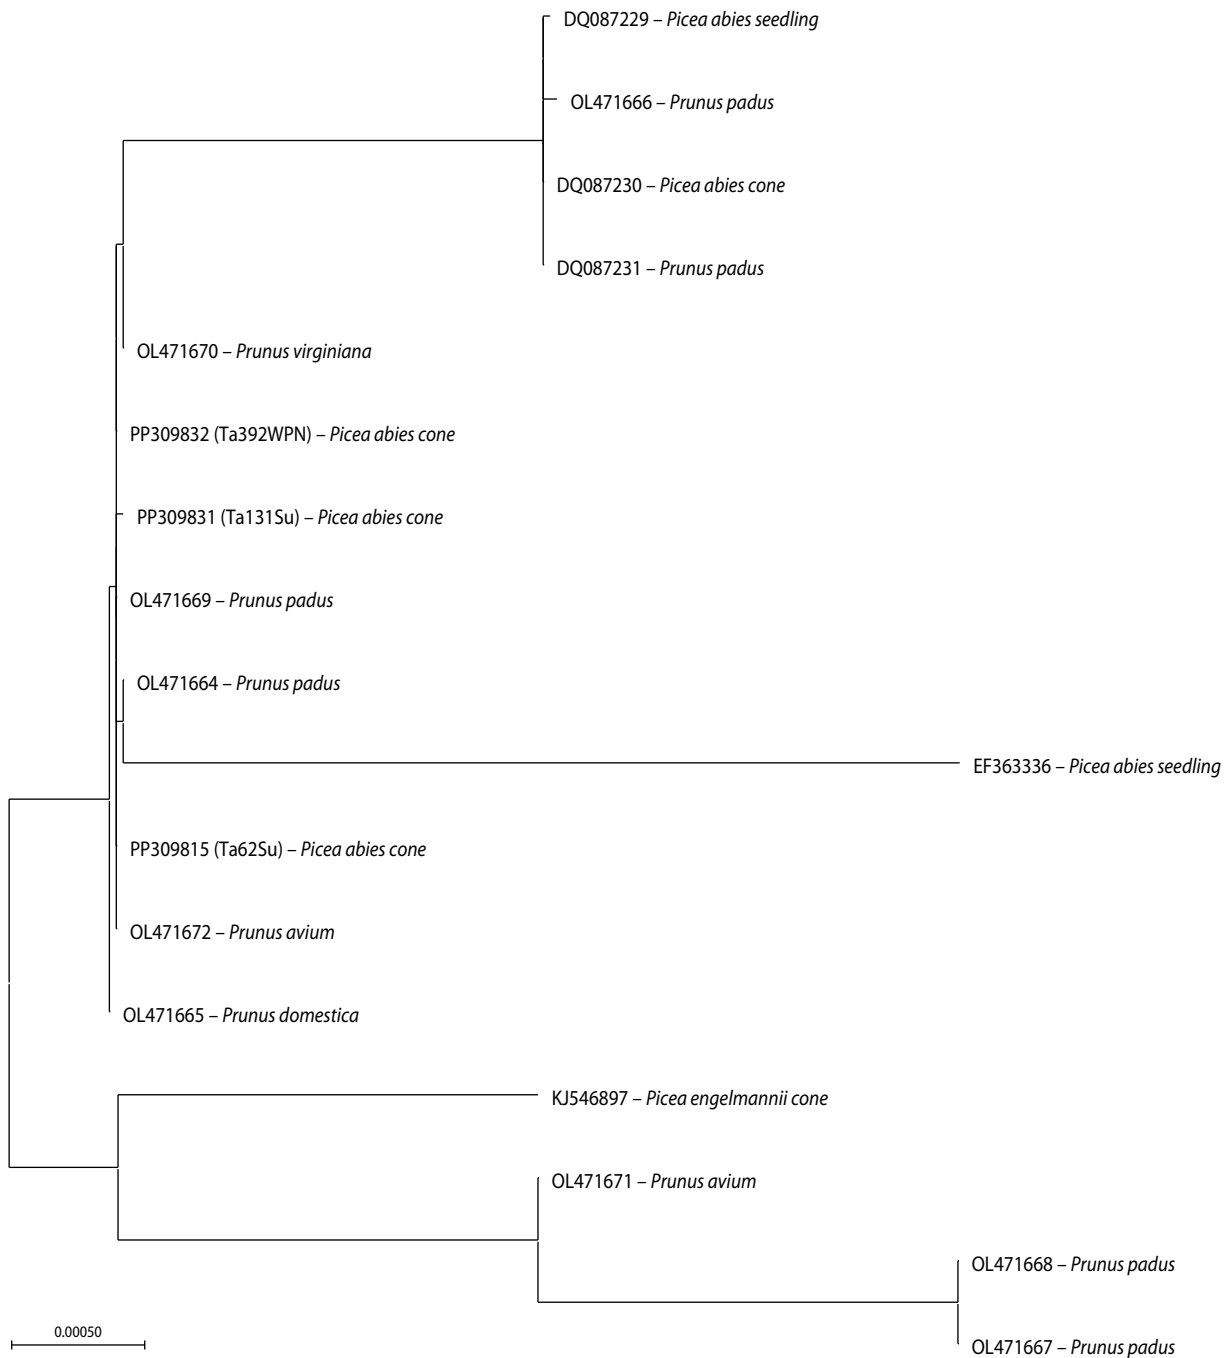 DQ087229 – Picea abies seedling
OL471666 – Prunus padus
DQ087230 – Picea abies cone
DQ087231 – Prunus padus
OL471670 – Prunus virginiana
PP309832 (Ta392WPN) – Picea abies cone
PP309831 (Ta131Su) – Picea abies cone
OL471669 – Prunus padus
OL471664 – Prunus padus
EF363336 – Picea abies seedling
PP309815 (Ta62Su) – Picea abies cone
OL471672 – Prunus avium
OL471665 – Prunus domestica
KJ546897 – Picea engelmannii cone
OL471671 – Prunus avium
OL471668 – Prunus padus
0.00050
OL471667 – Prunus padus